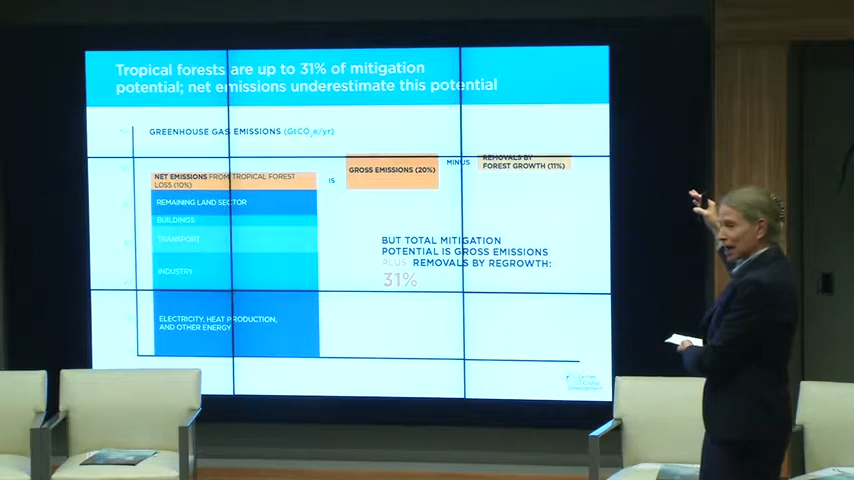 Tropical forests are up to 31% of mitigation
potential; net emissions underestimate this potential
GREENHOUSE GAS EMISSIONS (GtCO2e/yr)
NET EMISSIONS FROM TROPICAL FOREST
LOSS (10%)
IS
GROSS EMISSIONS (20%)
MINUS
REMOVALS BY
FOREST GROWTH (11%)
REMAINING LAND SECTOR
BUILDINGS
TRANSPORT
INDUSTRY
ELECTRICITY, HEAT PRODUCTION,
AND OTHER ENERGY
BUT TOTAL MITIGATION
POTENTIAL IS GROSS EMISSIONS
PLUS REMOVALS BY REGROWTH:
31%
Center
Global
Development